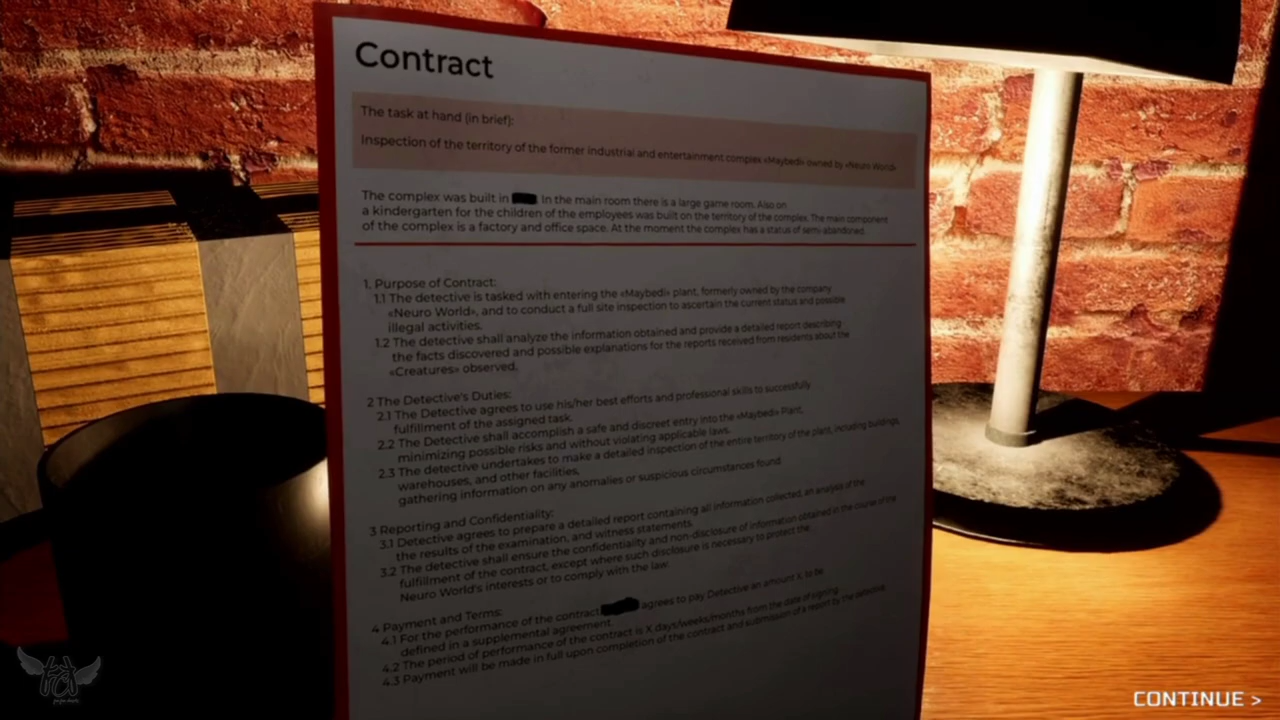 Contract
The task at hand (in brief):
Inspection of the territory of the former industrial and entertainment complex «Maybedi» owned by «Neuro World»
The complex was built in In the main room there is a large game room. Also on
a kindergarten for the children of the employees was built on the territory of the complex. The main component
of the complex is a factory and office space. At the moment the complex has a status of semi-abandoned.
1. Purpose of Contract:
1.1 The detective is tasked with entering the «Maybedi» plant, formerly owned by the company
«Neuro World», and to conduct a full site inspection to ascertain the current status and possible
illegal activities.
1.2 The detective shall analyze the information obtained and provide a detailed report describing
the facts discovered and possible explanations for the reports received from residents about the
«Creatures» observed.
2 The Detective's Duties:
2.1 The Detective agrees to use his/her best efforts and professional skills to successfully
fulfillment of the assigned task.
2.2 The Detective shall accomplish a safe and discreet entry into the «Maybedi» Plant,
minimizing possible risks and without violating applicable laws.
2.3 The detective undertakes to make a detailed inspection of the entire territory of the plant, including buildings,
warehouses, and other facilities,
gathering information on any anomalies or suspicious circumstances found.
3 Reporting and Confidentiality:
3.1 Detective agrees to prepare a detailed report containing all information collected, an analysis of the
the results of the examination, and witness statements.
3.2 The detective shall ensure the confidentiality and non-disclosure of information obtained in the course of the
fulfillment of the contract, except where such disclosure is necessary to protect the.
Neuro World's interests or to comply with the law.
4 Payment and Terms:
4.1 For the performance of the contract, agrees to pay Detective an amount X, to be
defined in a supplemental agreement.
4.2 The period of performance of the contract is X days/weeks/months from the date of signing.
4.3 Payment will be made in full upon completion of the contract and submission of a report by the detective.
CONTINUE >